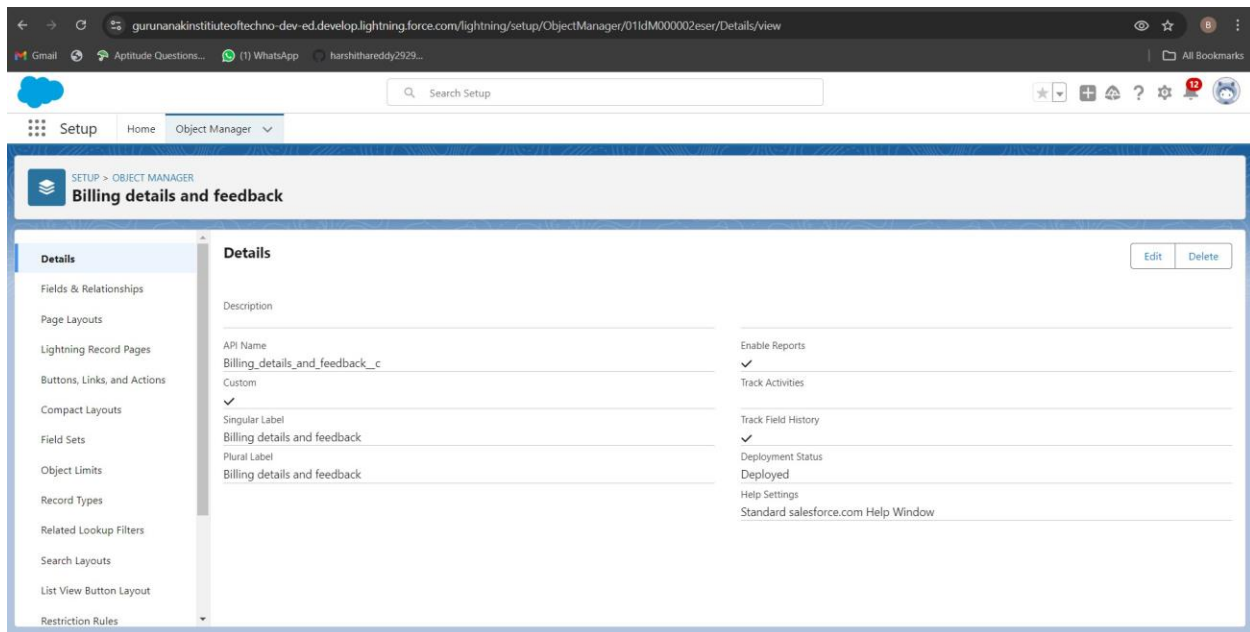 gurunanakinstitiuteoftechno-dev-ed.develop.lightning.force.com/lightning/setup/ObjectManager/01IdM000002eser/Details/view
B
Gmail Aptitude Questions... (1) WhatsApp harshithareddy2929... All Bookmarks
Search Setup
12
Setup Home Object Manager
SETUP > OBJECT MANAGER
Billing details and feedback
Details
Fields & Relationships
Page Layouts
Lightning Record Pages
Buttons, Links, and Actions
Compact Layouts
Field Sets
Object Limits
Record Types
Related Lookup Filters
Search Layouts
List View Button Layout
Restriction Rules
Details
Edit Delete
Description
API Name
Billing_details_and_feedback__c
Custom
Singular Label
Billing details and feedback
Plural Label
Billing details and feedback
Enable Reports
Track Activities
Track Field History
Deployment Status
Deployed
Help Settings
Standard salesforce.com Help Window